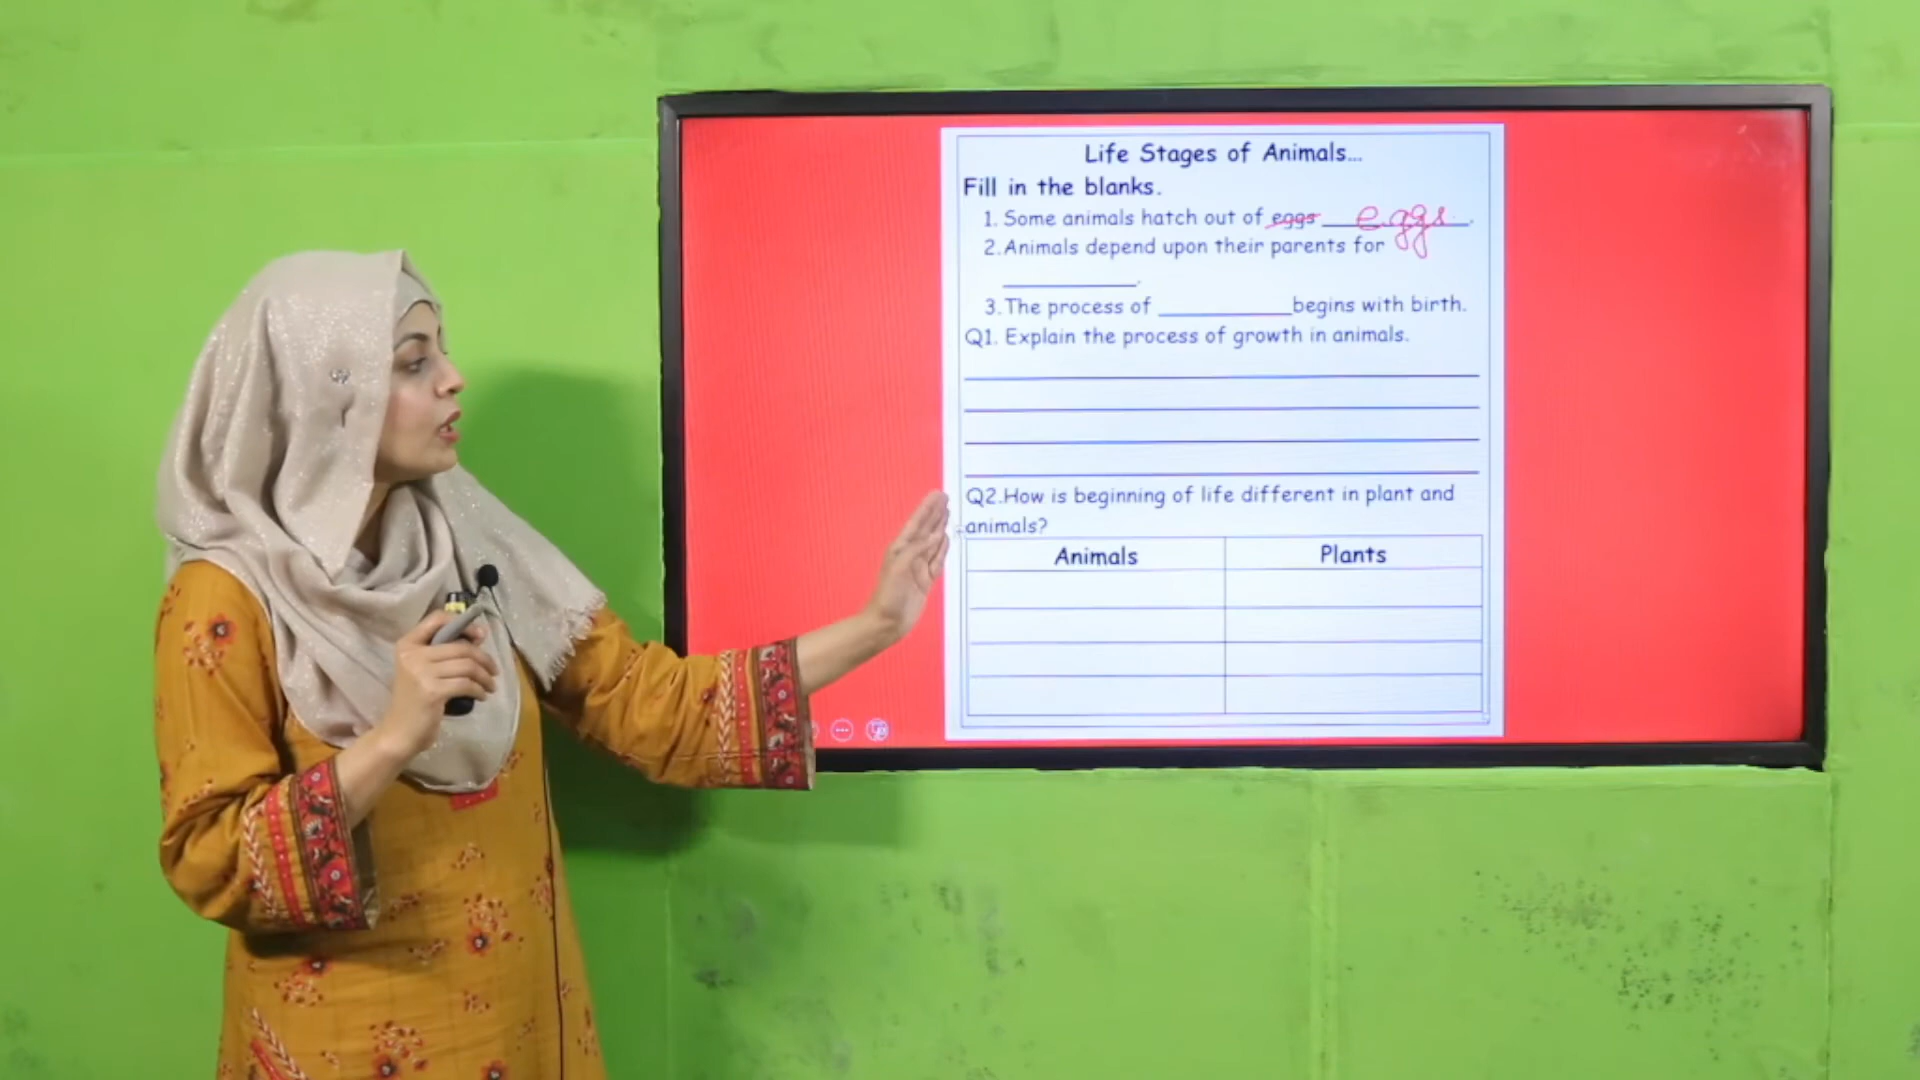 Life Stages of Animals...
Fill in the blanks.
1. Some animals hatch out of eggs eggs.
2. Animals depend upon their parents for
____________.
3. The process of ____________begins with birth.
Q1. Explain the process of growth in animals.
Q2.How is beginning of life different in plant and
animals?
Animals Plants